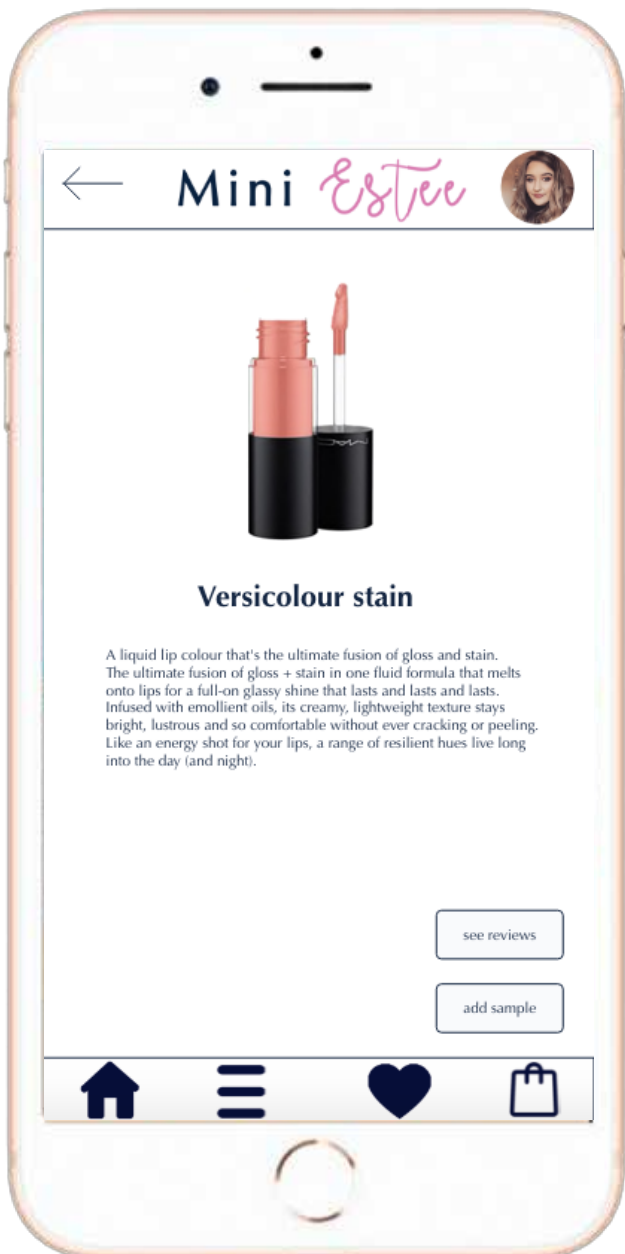 Mini Estee
Versicolour stain
A liquid lip colour that's the ultimate fusion of gloss and stain.
The ultimate fusion of gloss + stain in one fluid formula that melts
onto lips for a full-on glassy shine that lasts and lasts and lasts.
Infused with emollient oils, its creamy, lightweight texture stays
bright, lustrous and so comfortable without ever cracking or peeling.
Like an energy shot for your lips, a range of resilient hues live long
into the day (and night).
see reviews
add sample